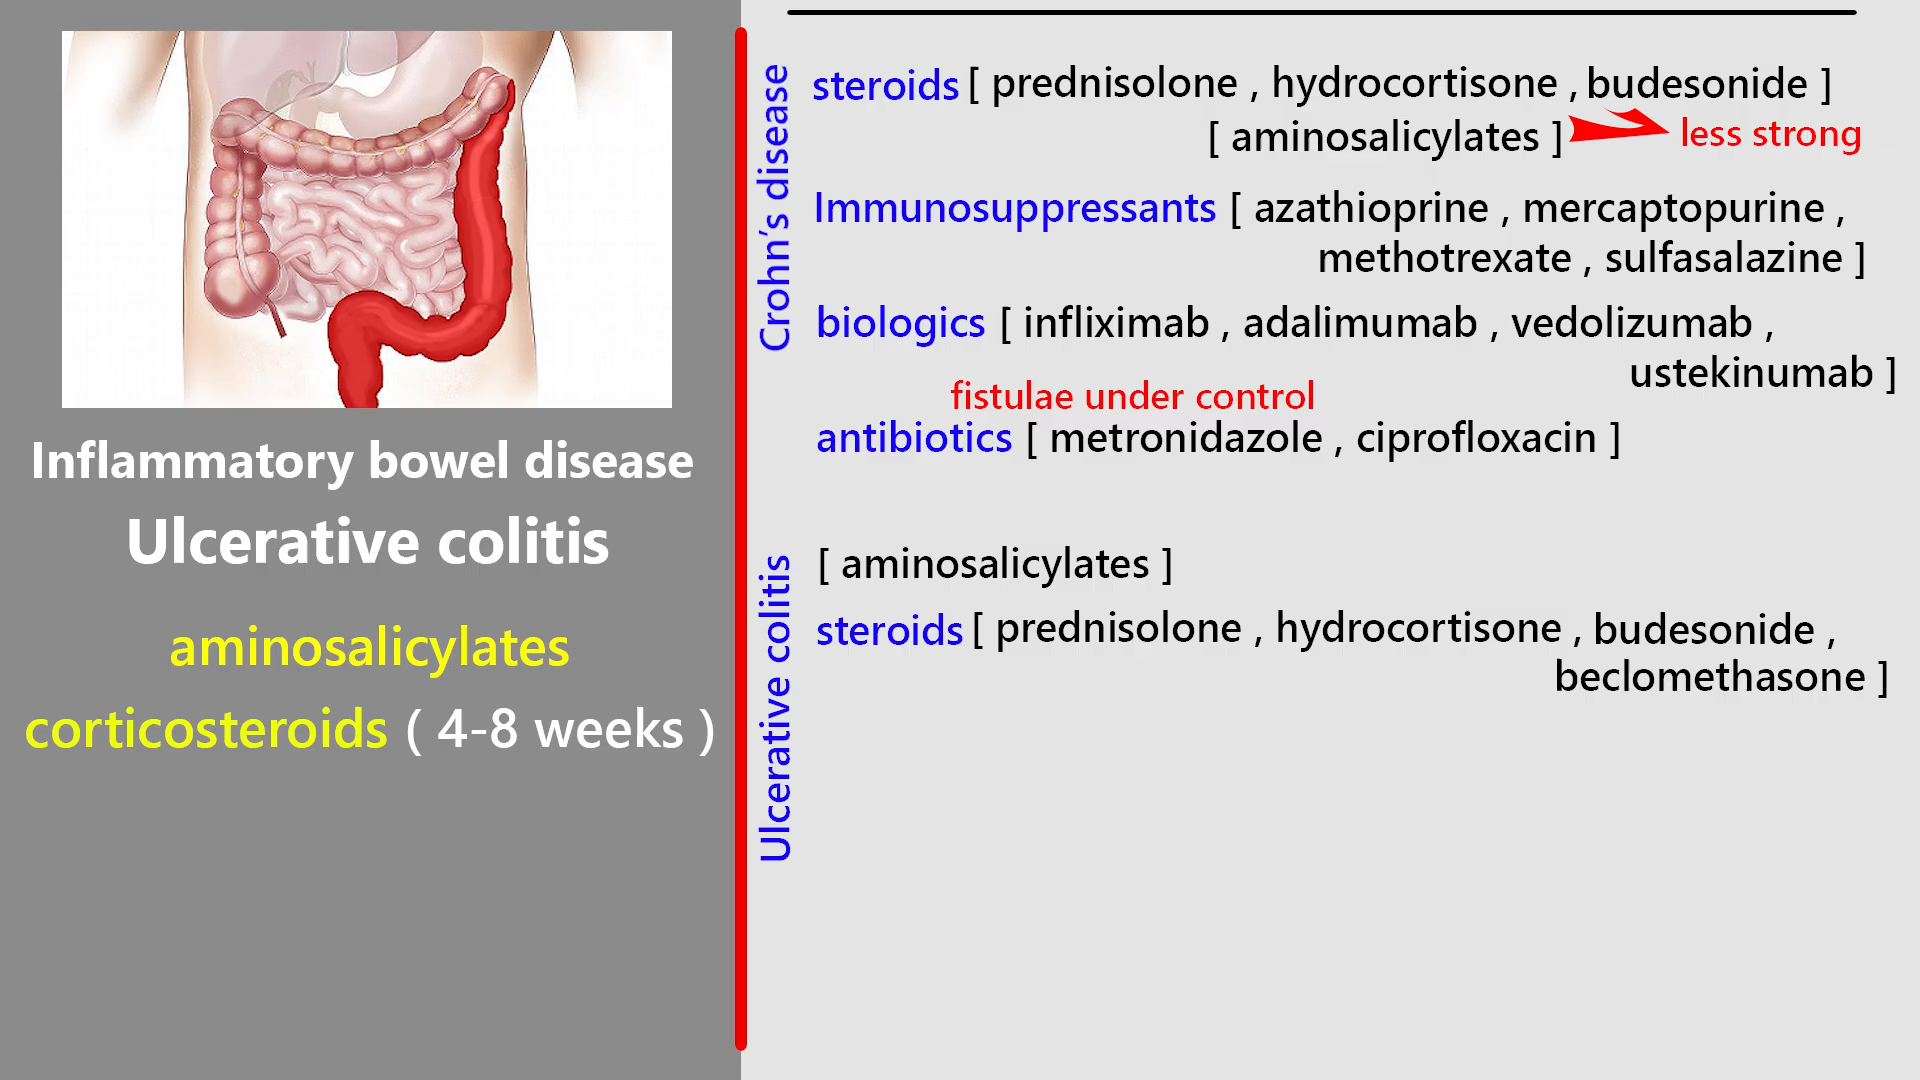 Inflammatory bowel disease
Ulcerative colitis
aminosalicylates
corticosteroids ( 4-8 weeks )
Crohn's disease
steroids [ prednisolone , hydrocortisone , budesonide ]
[ aminosalicylates ] less strong
Immunosuppressants [ azathioprine , mercaptopurine ,
methotrexate , sulfasalazine ]
biologics [ infliximab , adalimumab , vedolizumab ,
ustekinumab ]
fistulae under control
antibiotics [ metronidazole , ciprofloxacin ]
Ulcerative colitis
[ aminosalicylates ]
steroids [ prednisolone , hydrocortisone , budesonide ,
beclomethasone ]